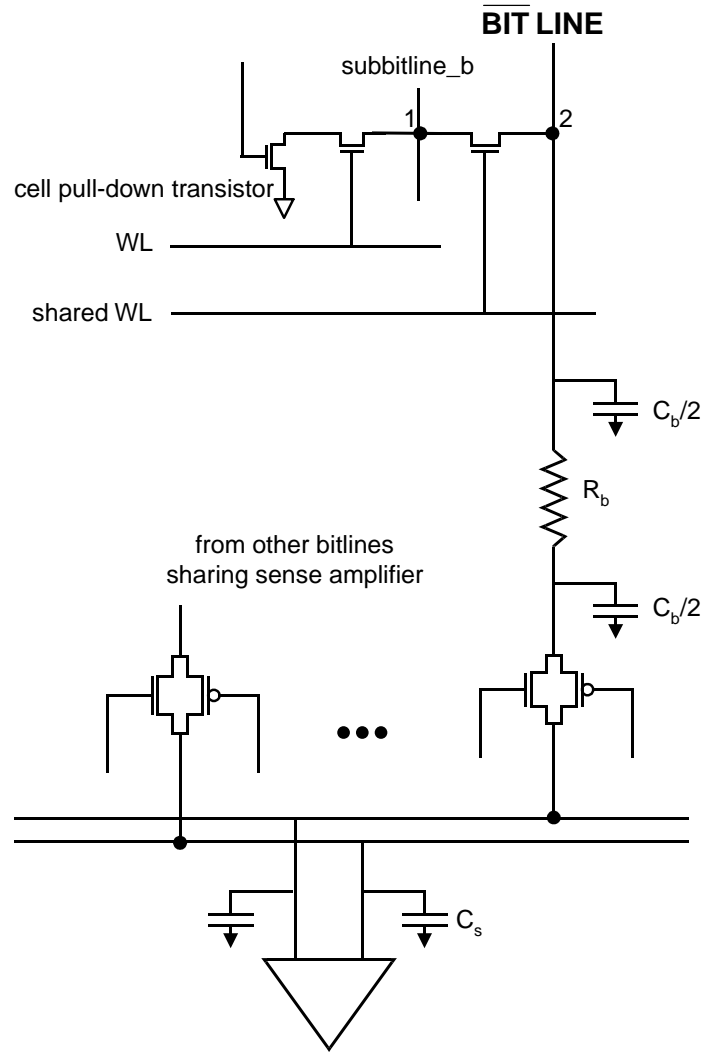 BIT LINE
subbitline_b
1
2
cell pull-down transistor
WL
shared WL
C_b/2
R_b
from other bitlines
sharing sense amplifier
C_b/2
C_s